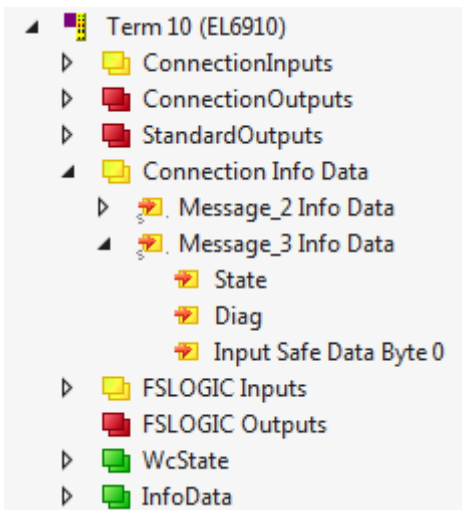 Term 10 (EL6910)
ConnectionInputs
ConnectionOutputs
StandardOutputs
Connection Info Data
Message_2 Info Data
Message_3 Info Data
State
Diag
Input Safe Data Byte 0
FSLOGIC Inputs
FSLOGIC Outputs
WcState
InfoData